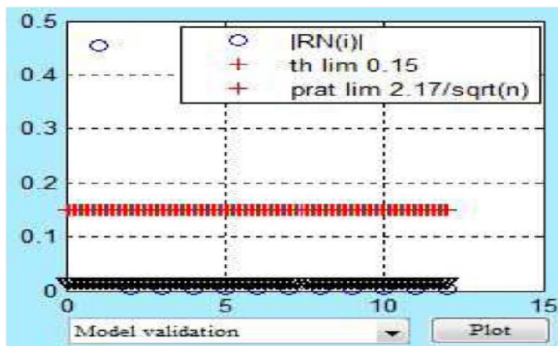 0.5
|RN(i)|
th lim 0.15
prat lim 2.17/sqrt(n)
0.4
0.3
0.2
0.1
0
0 5 10 15
Model validation Plot